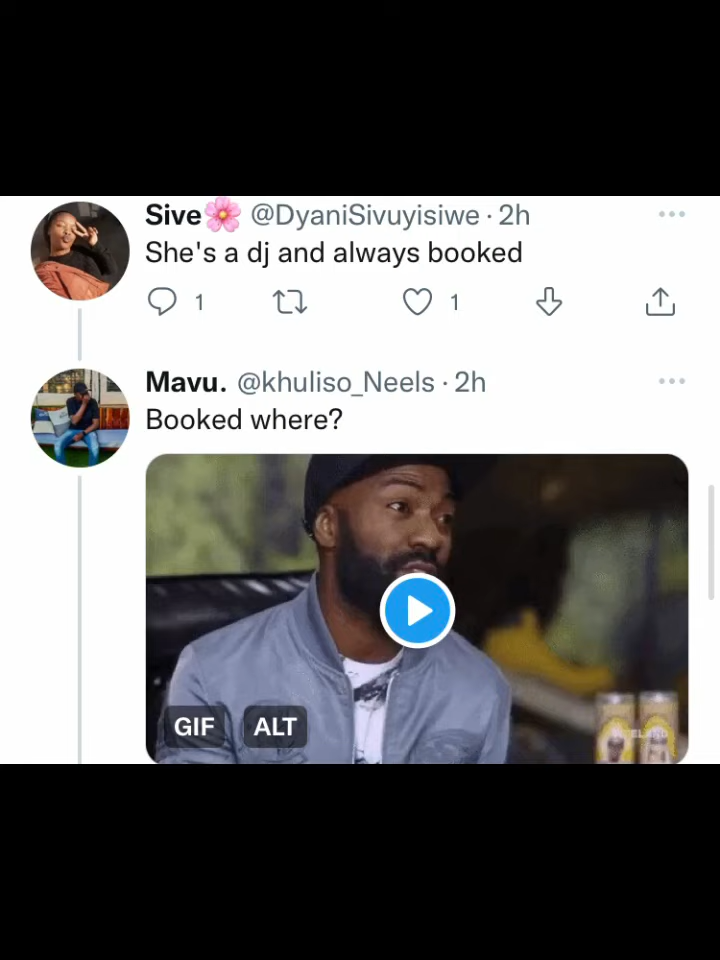 Sive🌸 @DyaniSivuyisiwe · 2h
She's a dj and always booked
1
1
Mavu. @khuliso_Neels · 2h
Booked where?
GIF ALT